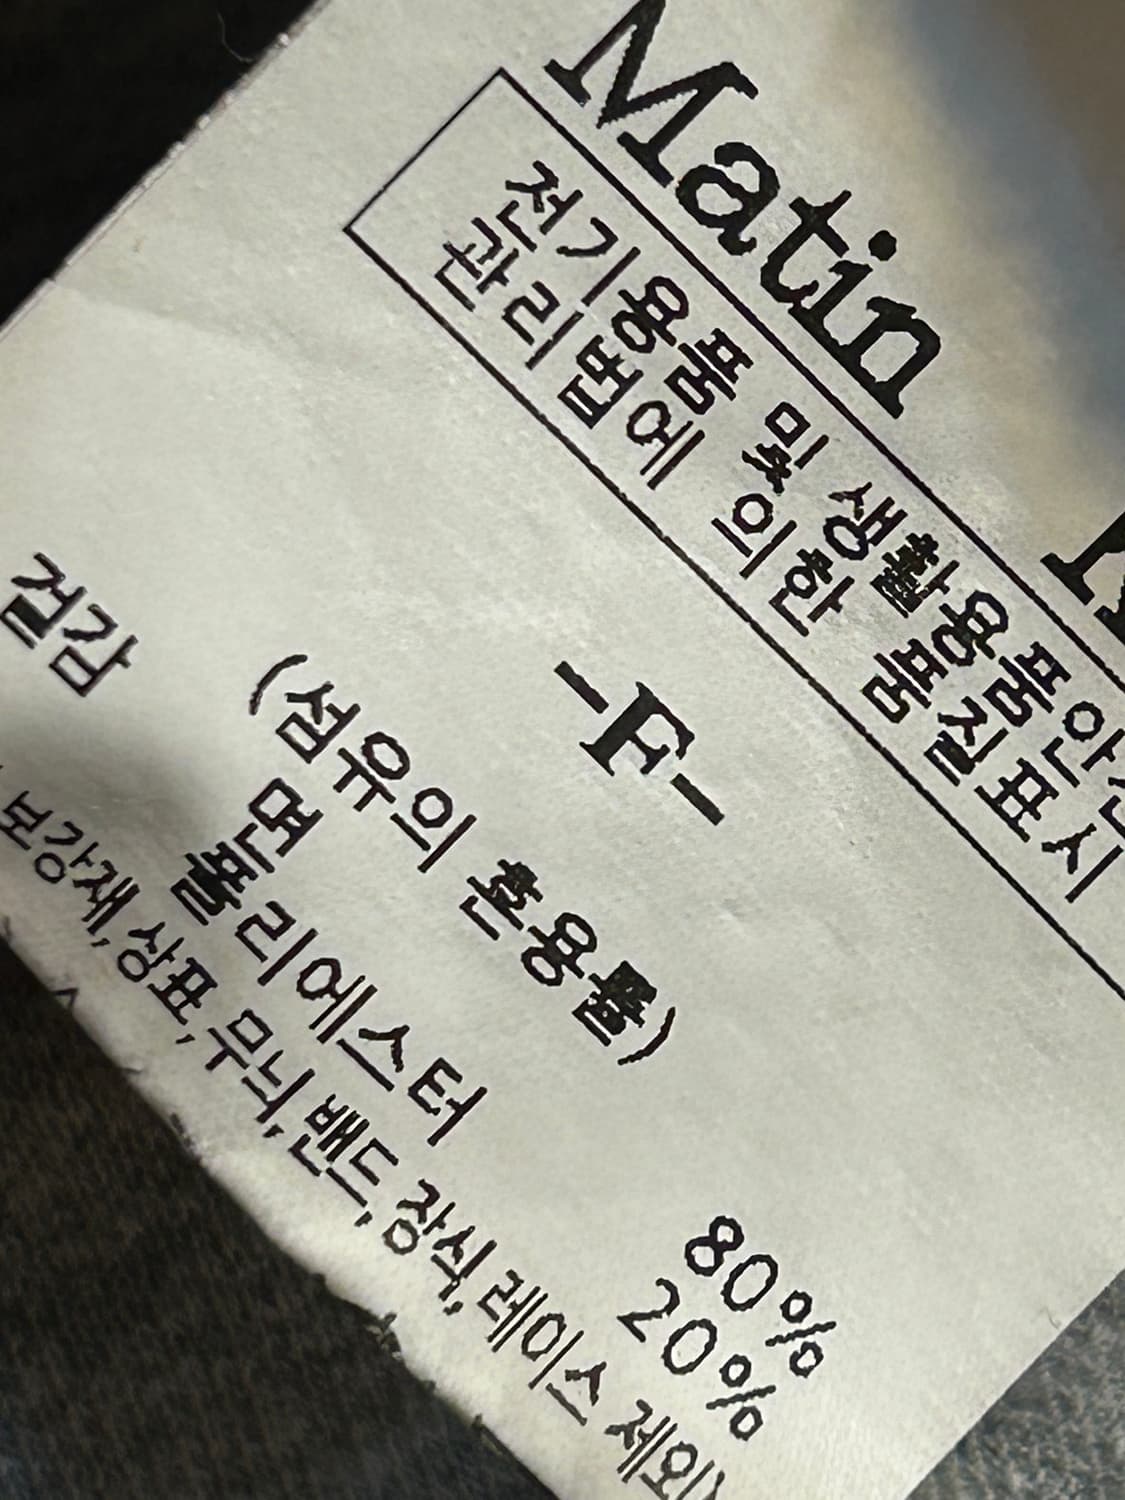 Matin
전기용품 및 생활용품안전
관리법에 의한 품질표시
-F-
(섬유의 혼용률)
겉감 면 80%
폴리에스터 20%
보강재,상표,무늬,밴드,장식,레이스 제외)